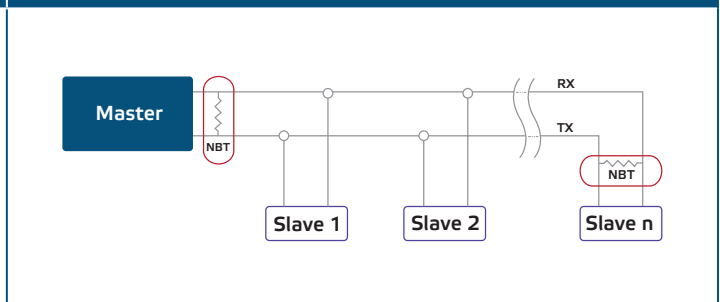 RX
Master
TX
NBT
NBT
Slave 1
Slave 2
Slave n